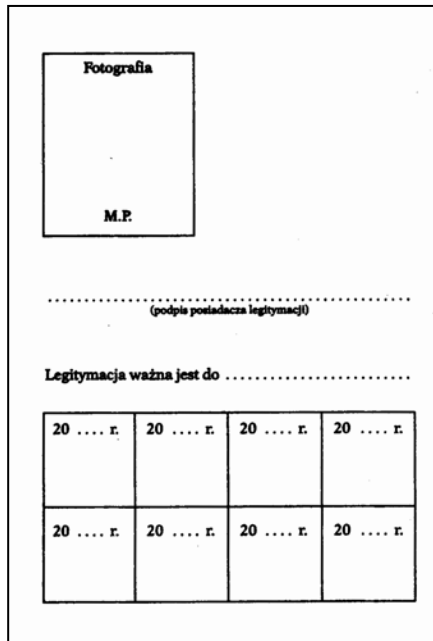 Fotografia
M.P.
................................................
(podpis posiadacza legitymacji)
Legitymacja ważna jest do .........................
20 .... r. 20 .... r. 20 .... r. 20 .... r.
20 .... r. 20 .... r. 20 .... r. 20 .... r.